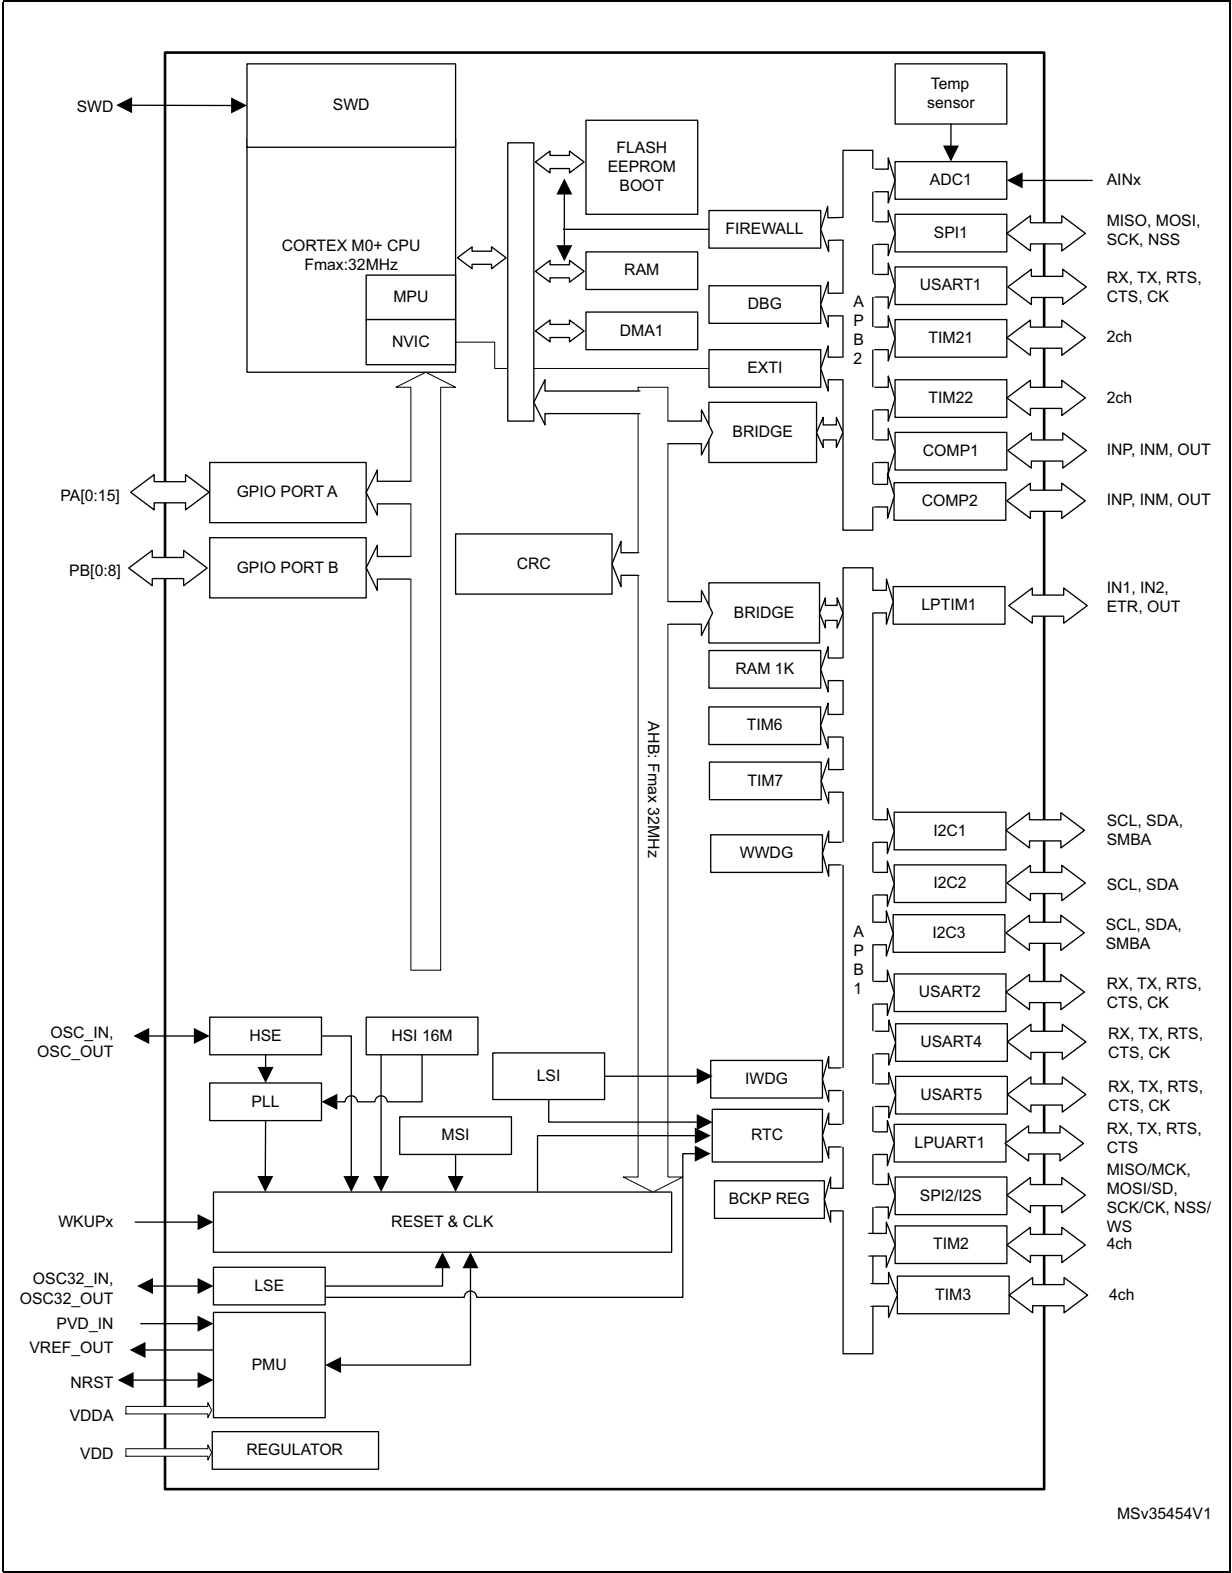 SWD
SWD
CORTEX M0+ CPU
Fmax:32MHz
MPU
NVIC
FLASH
EEPROM
BOOT
RAM
DMA1
FIREWALL
DBG
EXTI
BRIDGE
A
P
B
2
Temp
sensor
ADC1
AINx
SPI1
MISO, MOSI,
SCK, NSS
USART1
RX, TX, RTS,
CTS, CK
TIM21
2ch
TIM22
2ch
COMP1
INP, INM, OUT
COMP2
INP, INM, OUT
PA[0:15]
GPIO PORT A
PB[0:8]
GPIO PORT B
CRC
AHB: Fmax 32MHz
BRIDGE
RAM 1K
TIM6
TIM7
WWDG
A
P
B
1
LPTIM1
IN1, IN2,
ETR, OUT
I2C1
SCL, SDA,
SMBA
I2C2
SCL, SDA
I2C3
SCL, SDA,
SMBA
USART2
RX, TX, RTS,
CTS, CK
USART4
RX, TX, RTS,
CTS, CK
USART5
RX, TX, RTS,
CTS, CK
LPUART1
RX, TX, RTS,
CTS
SPI2/I2S
MISO/MCK,
MOSI/SD,
SCK/CK, NSS/
WS
TIM2
4ch
TIM3
4ch
OSC_IN,
OSC_OUT
HSE
HSI 16M
PLL
LSI
MSI
IWDG
RTC
BCKP REG
WKUPx
RESET & CLK
OSC32_IN,
OSC32_OUT
LSE
PVD_IN
VREF_OUT
NRST
VDDA
PMU
VDD
REGULATOR
MSv35454V1